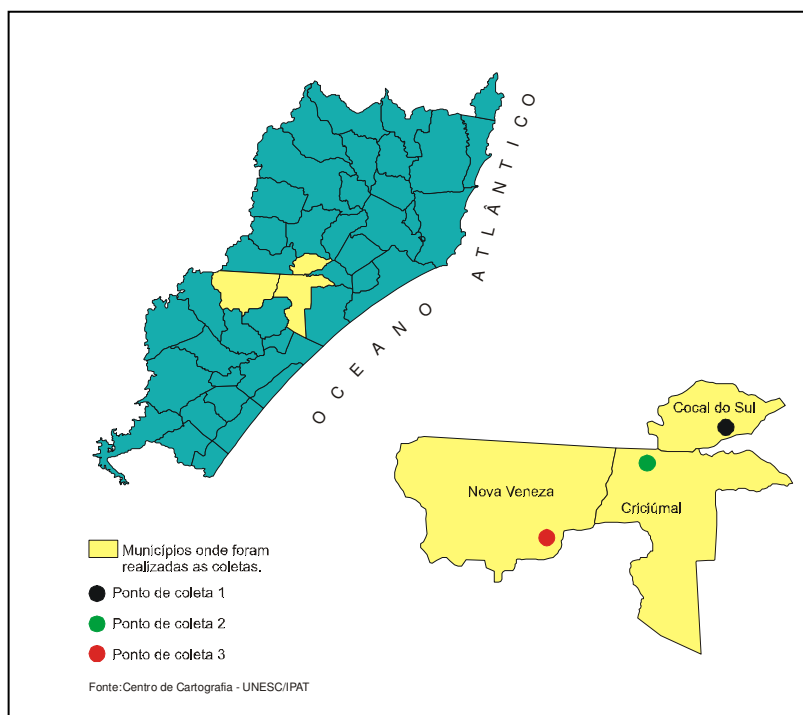 OCEANO ATLÂNTICO
Cocal do Sul
Nova Veneza
Criciúmal
Municípios onde foram
realizadas as coletas.
Ponto de coleta 1
Ponto de coleta 2
Ponto de coleta 3
Fonte:Centro de Cartografia - UNESC/IPAT